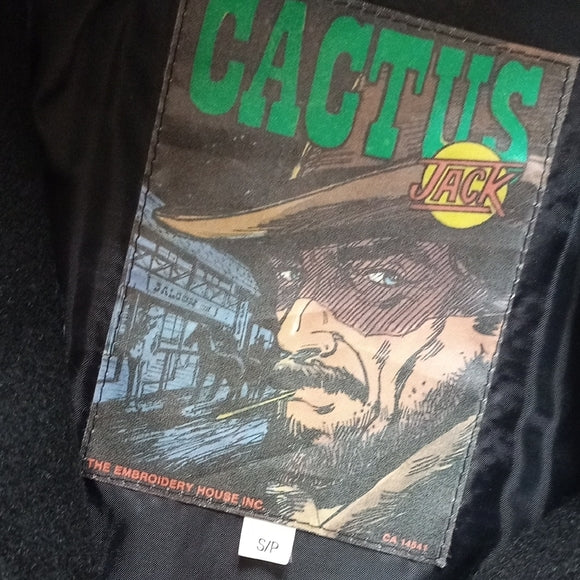 CACTUS
JACK
SALOON
THE EMBROIDERY HOUSE INC.
CA 14541
S/P